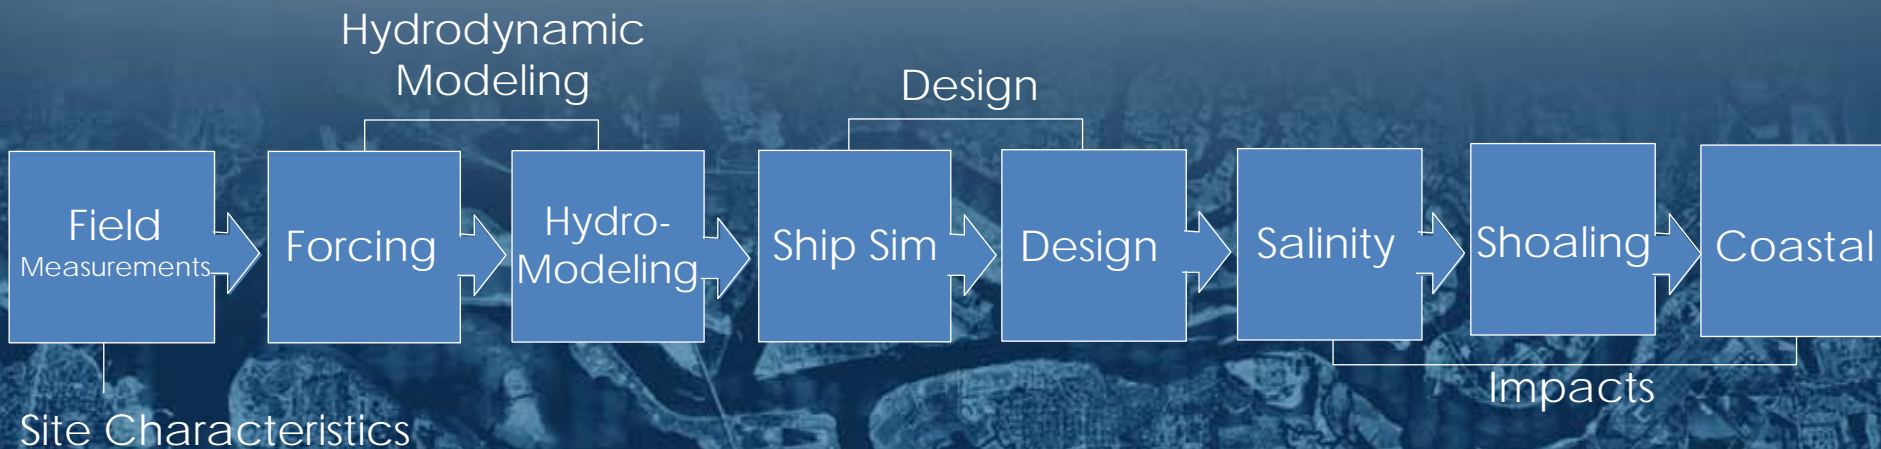 Hydrodynamic
Modeling
Design
Field
Measurements
Forcing
Hydro-
Modeling
Ship Sim
Design
Salinity
Shoaling
Coastal
Impacts
Site Characteristics